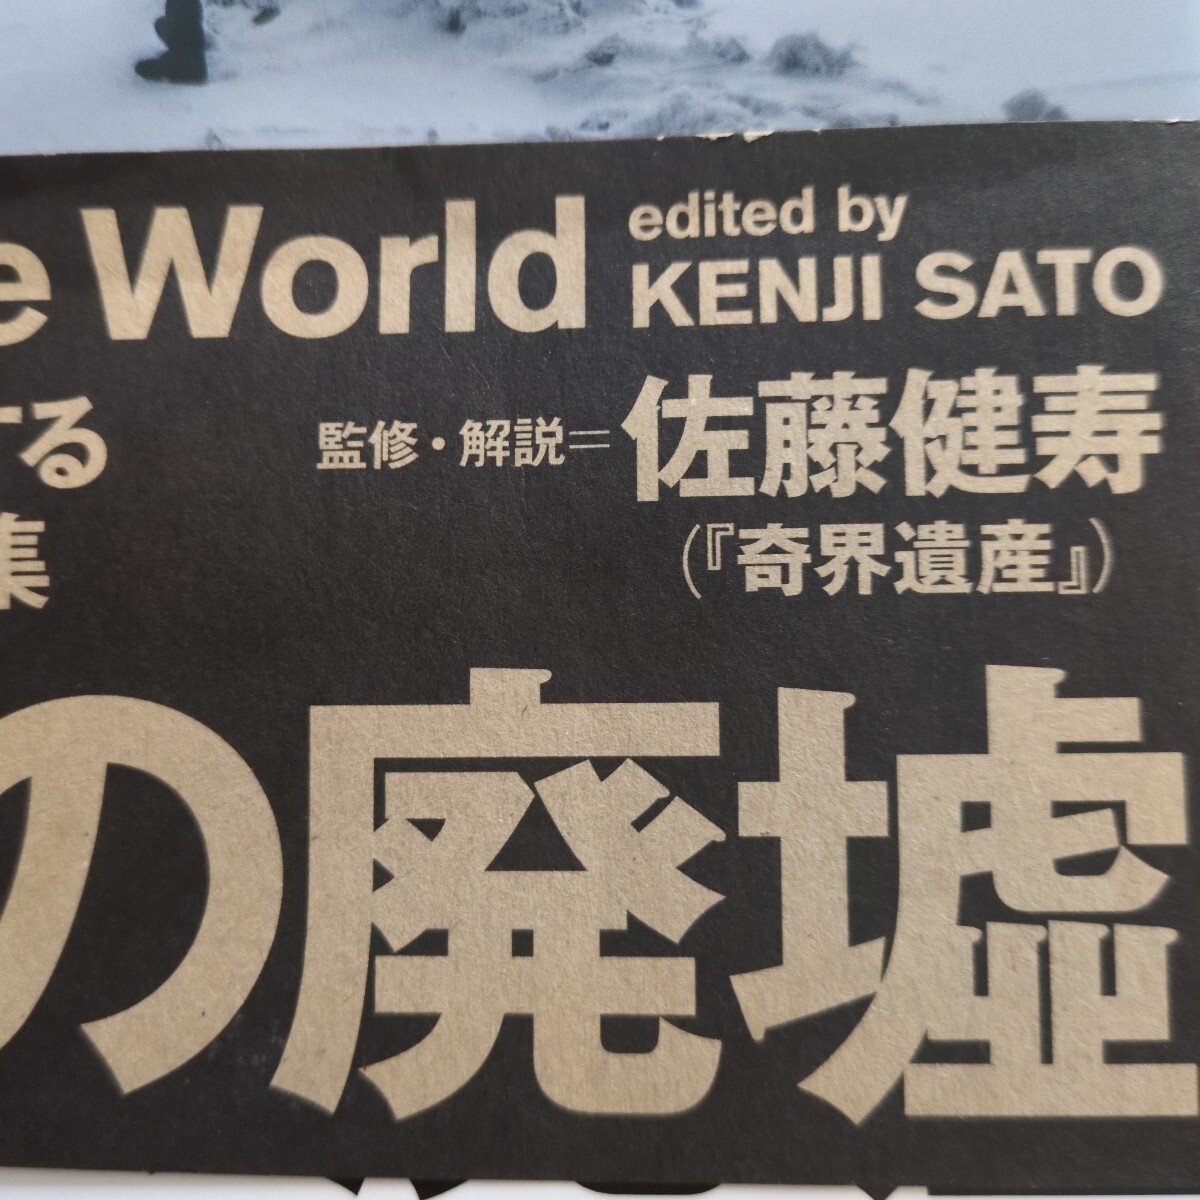 e World edited by
KENJI SATO
する
監修・解説=佐藤健寿
集
(『奇界遺産』)
の廃墟